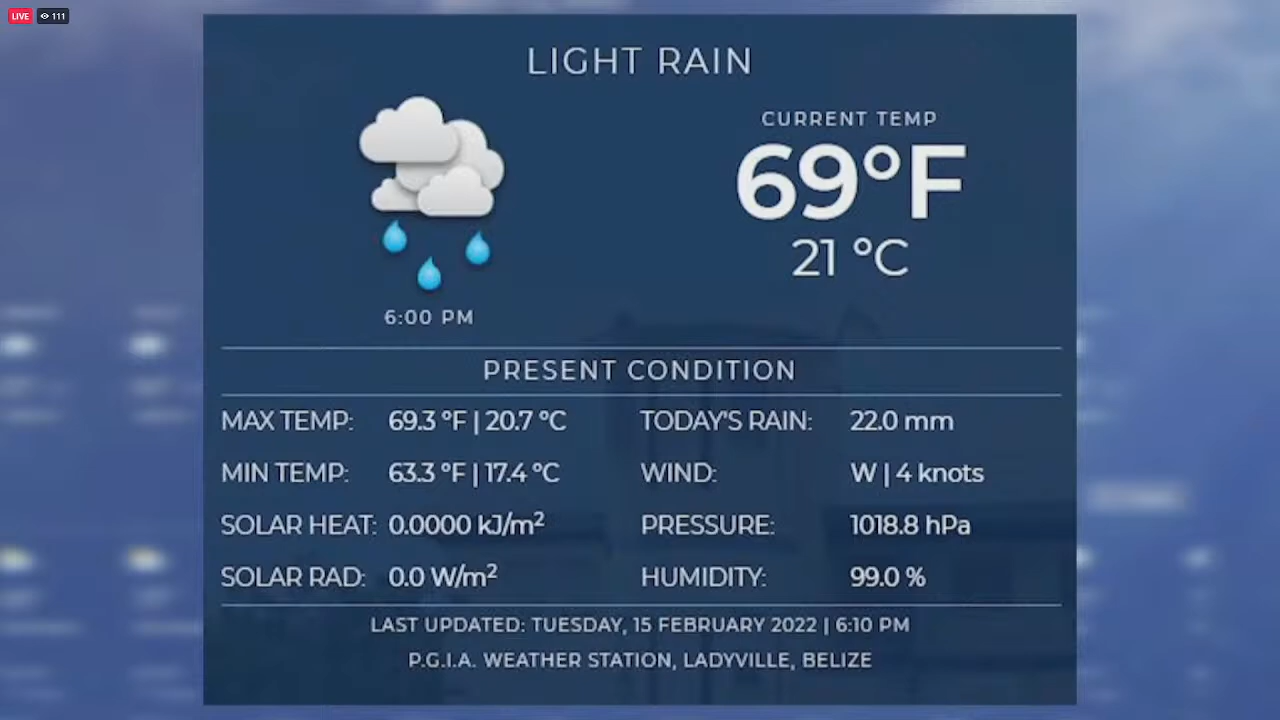 LIVE 111
LIGHT RAIN
CURRENT TEMP
69°F
21 °C
6:00 PM
PRESENT CONDITION
MAX TEMP: 69.3 °F | 20.7 °C TODAY'S RAIN: 22.0 mm
MIN TEMP: 63.3 °F | 17.4 °C WIND: W | 4 knots
SOLAR HEAT: 0.0000 kJ/m² PRESSURE: 1018.8 hPa
SOLAR RAD: 0.0 W/m² HUMIDITY: 99.0 %
LAST UPDATED: TUESDAY, 15 FEBRUARY 2022 | 6:10 PM
P.G.I.A. WEATHER STATION, LADYVILLE, BELIZE